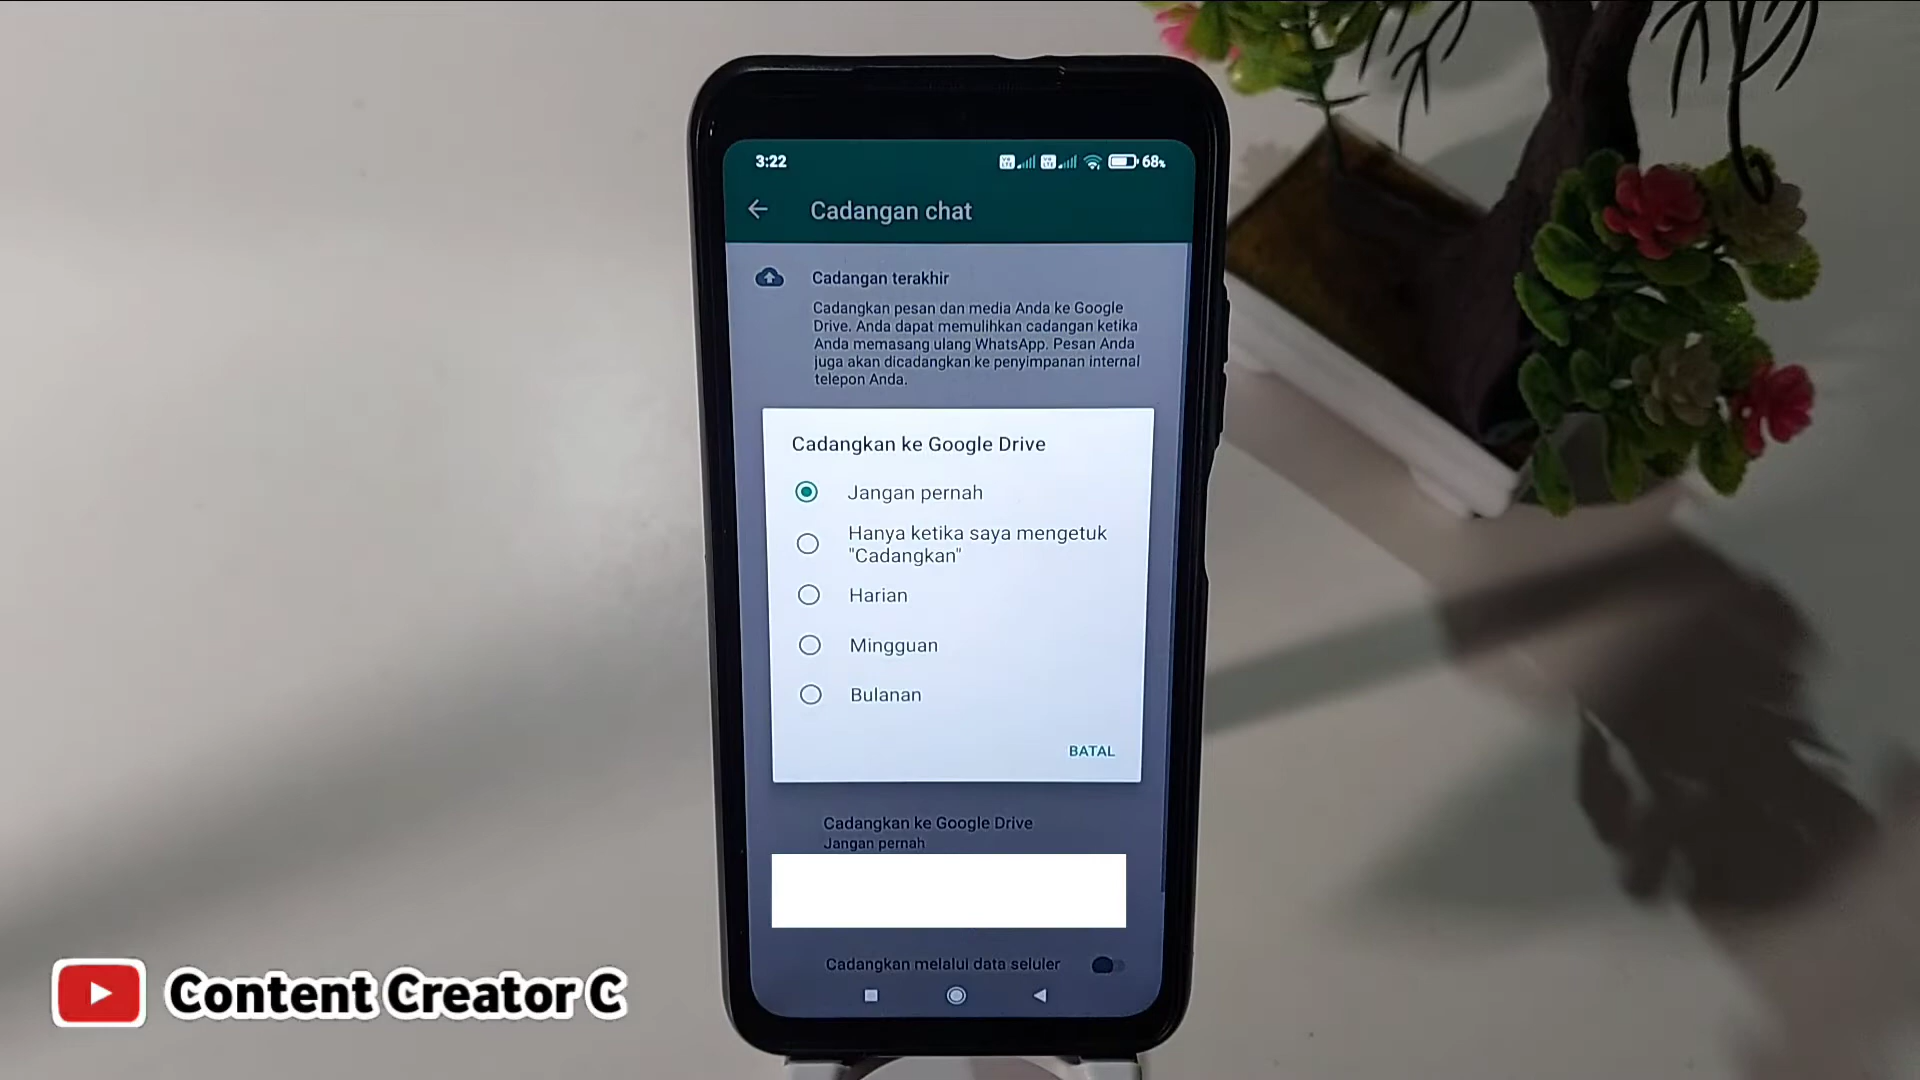 3:22
68%
Cadangan chat
Cadangan terakhir
Cadangkan pesan dan media Anda ke Google
Drive. Anda dapat memulihkan cadangan ketika
Anda memasang ulang WhatsApp. Pesan Anda
juga akan dicadangkan ke penyimpanan internal
telepon Anda.
Cadangkan ke Google Drive
Jangan pernah
Hanya ketika saya mengetuk
"Cadangkan"
Harian
Mingguan
Bulanan
BATAL
Cadangkan ke Google Drive
Jangan pernah
Cadangkan melalui data seluler
Content Creator C